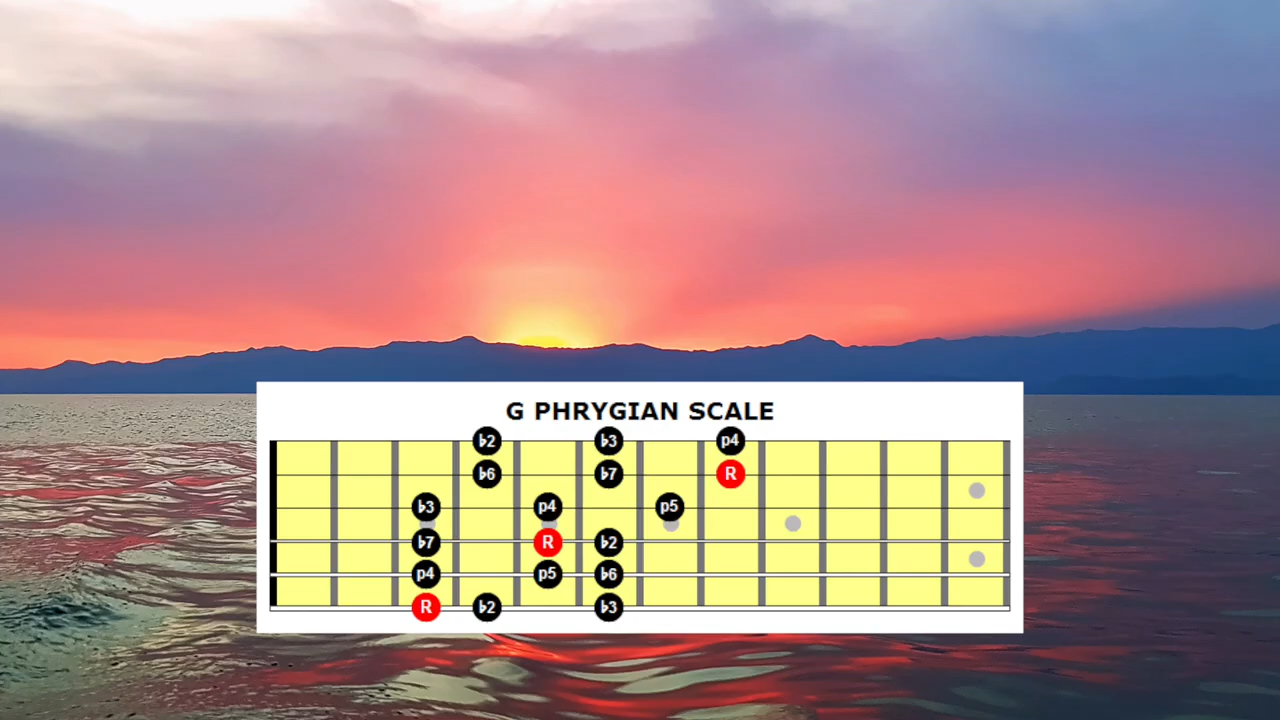 G PHRYGIAN SCALE
♭2 ♭3 p4
♭6 ♭7 R
♭3 p4 p5
♭7 R ♭2
p4 p5 ♭6
R ♭2 ♭3